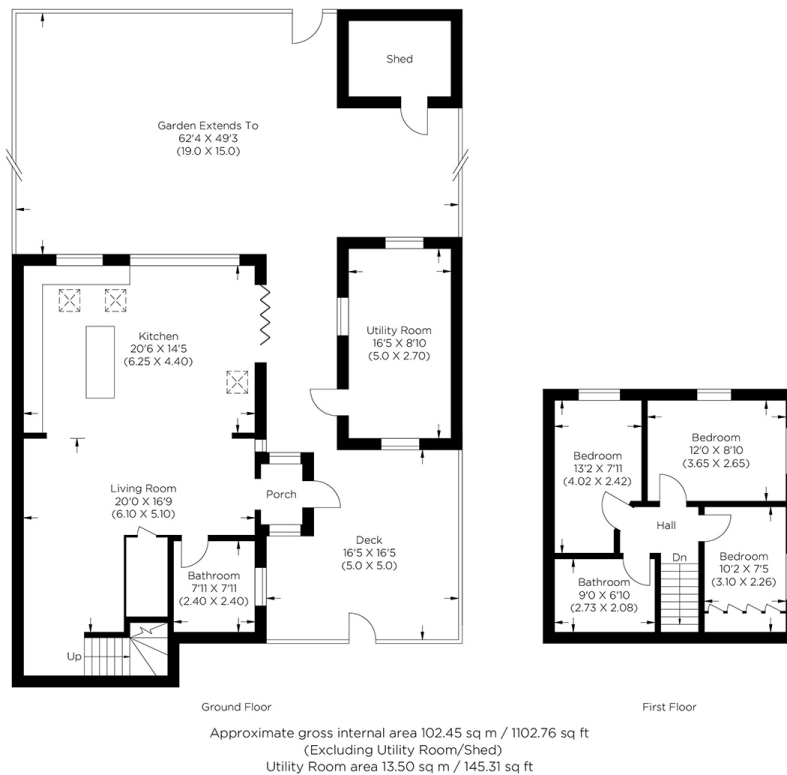 Shed
Garden Extends To
62'4 X 49'3
(19.0 X 15.0)
Kitchen
20'6 X 14'5
(6.25 X 4.40)
Utility Room
16'5 X 8'10
(5.0 X 2.70)
Living Room
20'0 X 16'9
(6.10 X 5.10)
Porch
Deck
16'5 X 16'5
(5.0 X 5.0)
Bathroom
7'11 X 7'11
(2.40 X 2.40)
Up
Bedroom
13'2 X 7'11
(4.02 X 2.42)
Bedroom
12'0 X 8'10
(3.65 X 2.65)
Hall
Dn
Bedroom
10'2 X 7'5
(3.10 X 2.26)
Bathroom
9'0 X 6'10
(2.73 X 2.08)
Ground Floor
First Floor
Approximate gross internal area 102.45 sq m / 1102.76 sq ft
(Excluding Utility Room/Shed)
Utility Room area 13.50 sq m / 145.31 sq ft